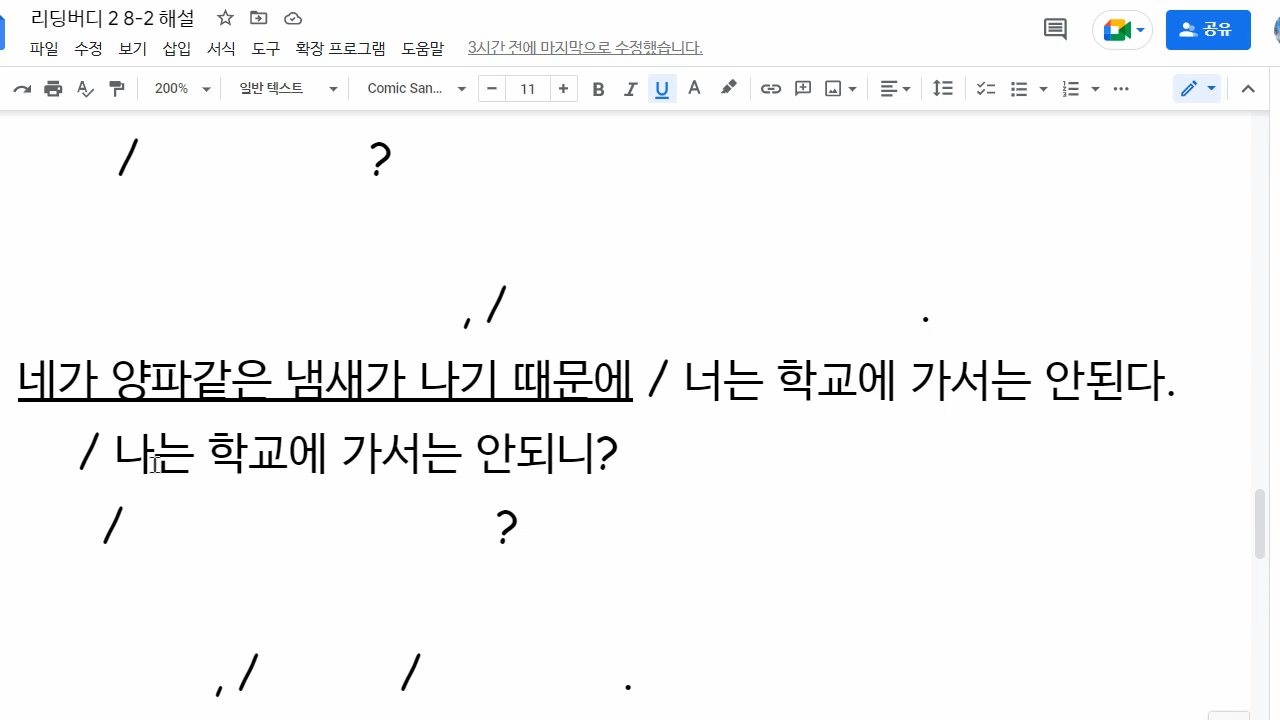 리딩버디 2 8-2 해설
파일 수정 보기 삽입 서식 도구 확장 프로그램 도움말 3시간 전에 마지막으로 수정했습니다.
공유
200% 일반 텍스트 Comic San... 11 B I U A
/ ?
, / .
네가 양파같은 냄새가 나기 때문에 / 너는 학교에 가서는 안된다.
/ 나는 학교에 가서는 안되니?
/ ?
, / / .